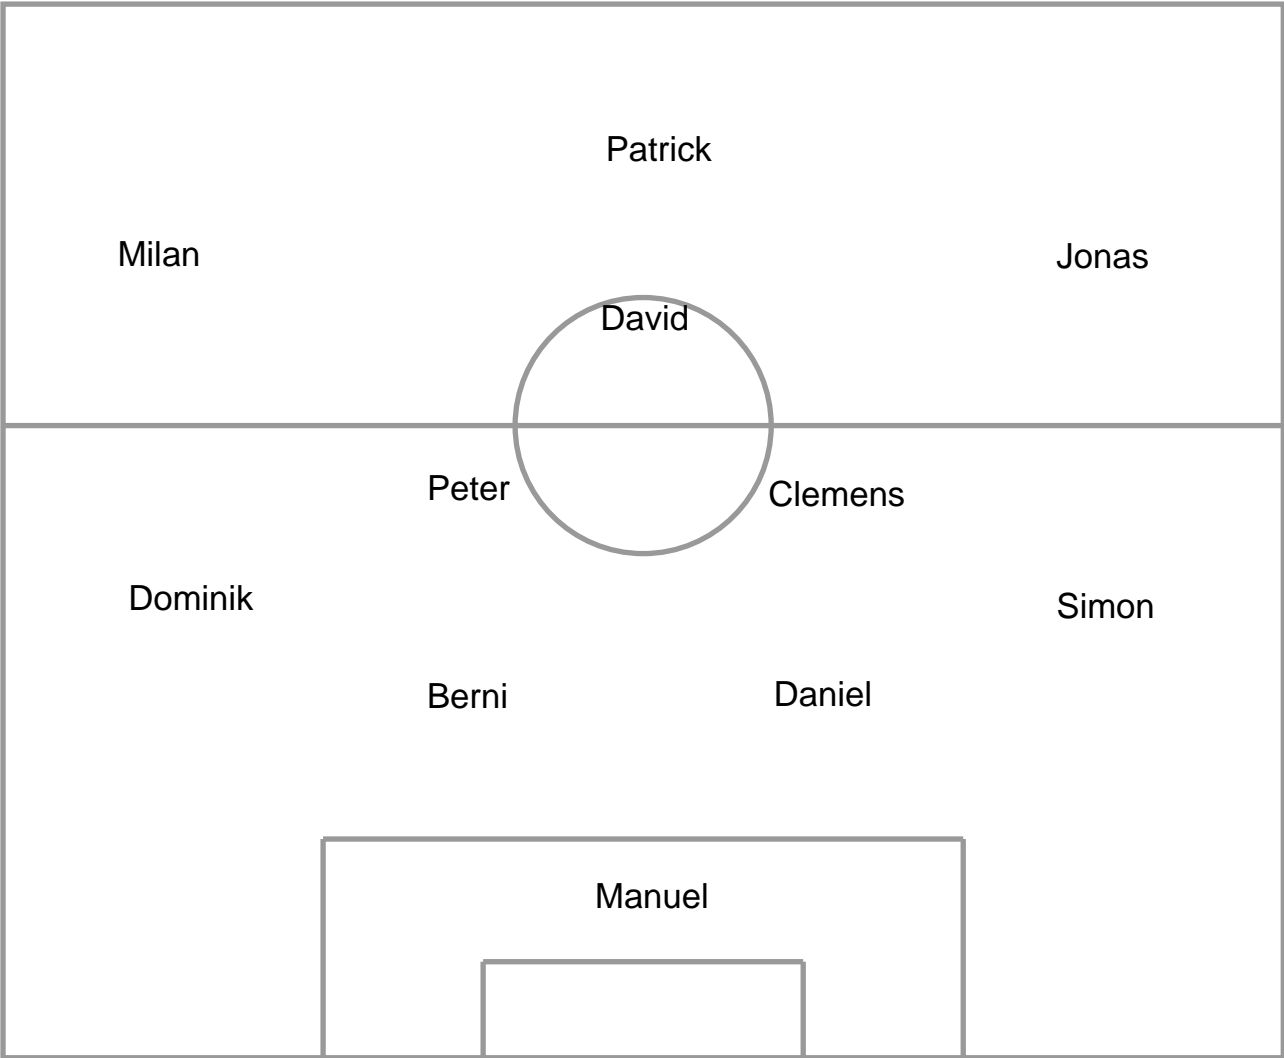 Patrick
Milan
Jonas
David
Peter
Clemens
Dominik
Simon
Berni
Daniel
Manuel